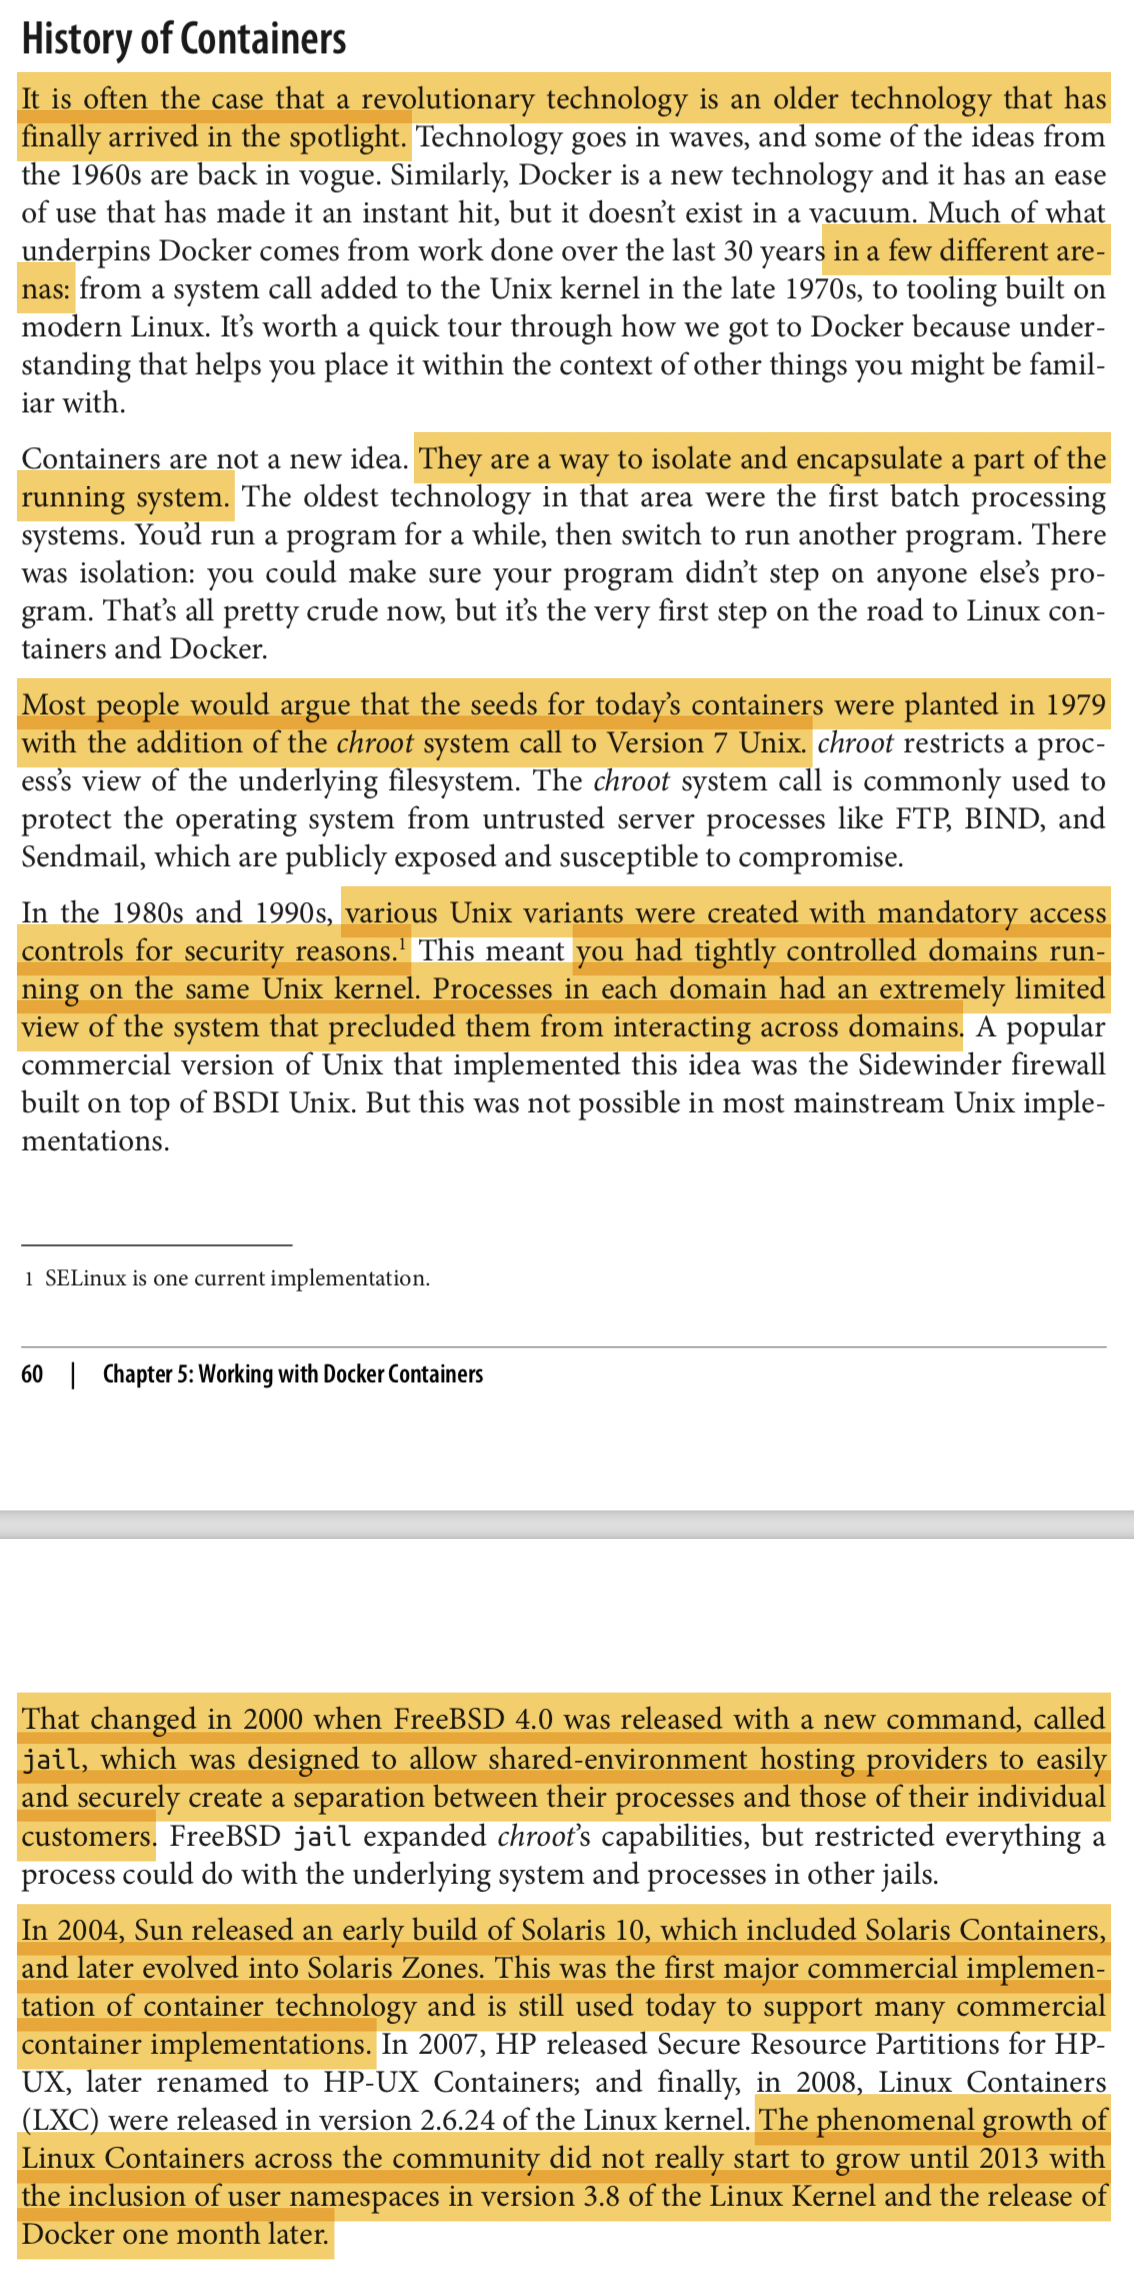 History of Containers
It is often the case that a revolutionary technology is an older technology that has
finally arrived in the spotlight. Technology goes in waves, and some of the ideas from
the 1960s are back in vogue. Similarly, Docker is a new technology and it has an ease
of use that has made it an instant hit, but it doesn’t exist in a vacuum. Much of what
underpins Docker comes from work done over the last 30 years in a few different are-
nas: from a system call added to the Unix kernel in the late 1970s, to tooling built on
modern Linux. It’s worth a quick tour through how we got to Docker because under-
standing that helps you place it within the context of other things you might be famil-
iar with.
Containers are not a new idea. They are a way to isolate and encapsulate a part of the
running system. The oldest technology in that area were the first batch processing
systems. You’d run a program for a while, then switch to run another program. There
was isolation: you could make sure your program didn’t step on anyone else’s pro-
gram. That’s all pretty crude now, but it’s the very first step on the road to Linux con-
tainers and Docker.
Most people would argue that the seeds for today’s containers were planted in 1979
with the addition of the chroot system call to Version 7 Unix. chroot restricts a proc-
ess’s view of the underlying filesystem. The chroot system call is commonly used to
protect the operating system from untrusted server processes like FTP, BIND, and
Sendmail, which are publicly exposed and susceptible to compromise.
In the 1980s and 1990s, various Unix variants were created with mandatory access
controls for security reasons.1 This meant you had tightly controlled domains run-
ning on the same Unix kernel. Processes in each domain had an extremely limited
view of the system that precluded them from interacting across domains. A popular
commercial version of Unix that implemented this idea was the Sidewinder firewall
built on top of BSDI Unix. But this was not possible in most mainstream Unix imple-
mentations.
1 SELinux is one current implementation.
60 | Chapter 5: Working with Docker Containers
That changed in 2000 when FreeBSD 4.0 was released with a new command, called
jail, which was designed to allow shared-environment hosting providers to easily
and securely create a separation between their processes and those of their individual
customers. FreeBSD jail expanded chroot’s capabilities, but restricted everything a
process could do with the underlying system and processes in other jails.
In 2004, Sun released an early build of Solaris 10, which included Solaris Containers,
and later evolved into Solaris Zones. This was the first major commercial implemen-
tation of container technology and is still used today to support many commercial
container implementations. In 2007, HP released Secure Resource Partitions for HP-
UX, later renamed to HP-UX Containers; and finally, in 2008, Linux Containers
(LXC) were released in version 2.6.24 of the Linux kernel. The phenomenal growth of
Linux Containers across the community did not really start to grow until 2013 with
the inclusion of user namespaces in version 3.8 of the Linux Kernel and the release of
Docker one month later.